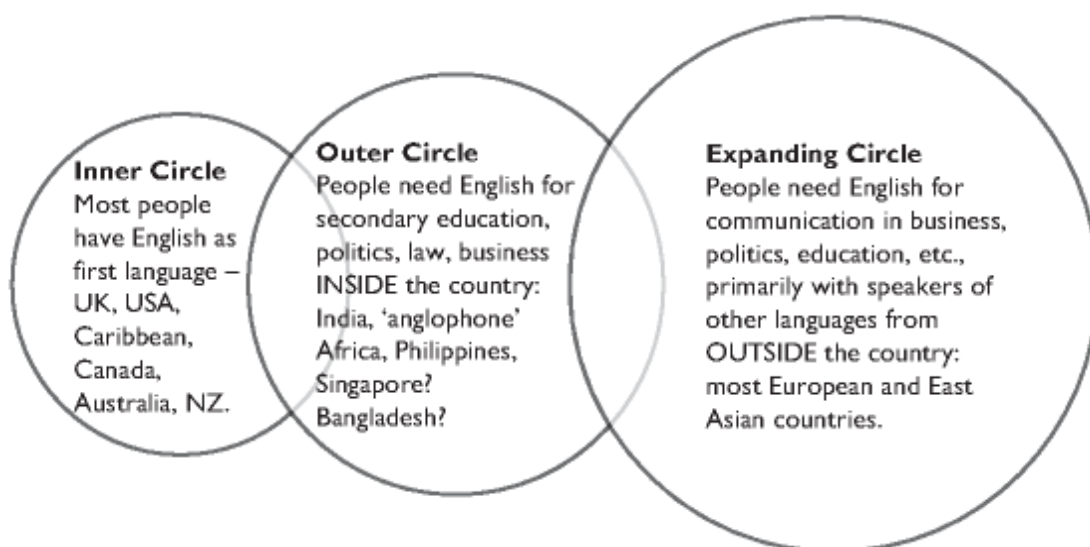 Inner Circle
Most people
have English as
first language –
UK, USA,
Caribbean,
Canada,
Australia, NZ.
Outer Circle
People need English for
secondary education,
politics, law, business
INSIDE the country:
India, ‘anglophone’
Africa, Philippines,
Singapore?
Bangladesh?
Expanding Circle
People need English for
communication in business,
politics, education, etc.,
primarily with speakers of
other languages from
OUTSIDE the country:
most European and East
Asian countries.